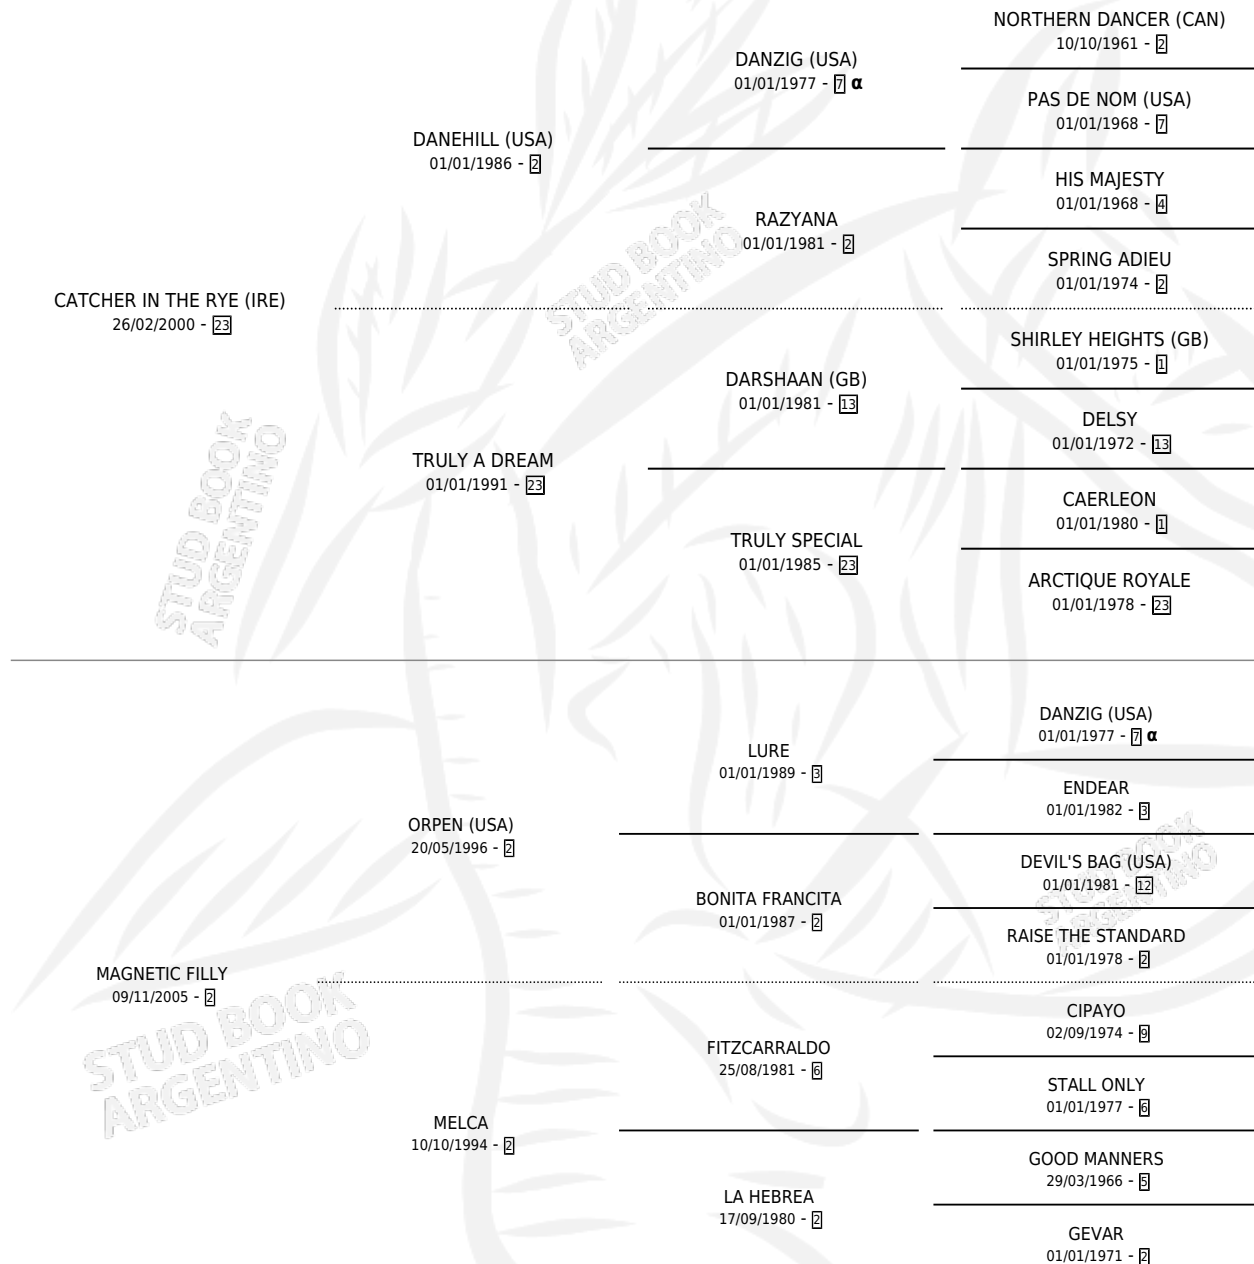 NORTHERN DANCER (CAN)
10/10/1961 - 2
DANZIG (USA)
01/01/1977 - 7 α
PAS DE NOM (USA)
01/01/1968 - 7
DANEHILL (USA)
01/01/1986 - 2
HIS MAJESTY
01/01/1968 - 4
RAZYANA
01/01/1981 - 2
SPRING ADIEU
01/01/1974 - 2
CATCHER IN THE RYE (IRE)
26/02/2000 - 23
SHIRLEY HEIGHTS (GB)
01/01/1975 - 1
DARSHAAN (GB)
01/01/1981 - 13
DELSY
01/01/1972 - 13
TRULY A DREAM
01/01/1991 - 23
CAERLEON
01/01/1980 - 1
TRULY SPECIAL
01/01/1985 - 23
ARCTIQUE ROYALE
01/01/1978 - 23
STUD BOOK
ARGENTINO
STUD BOOK
ARGENTINO
DANZIG (USA)
01/01/1977 - 7 α
LURE
01/01/1989 - 3
ENDEAR
01/01/1982 - 3
ORPEN (USA)
20/05/1996 - 2
DEVIL'S BAG (USA)
01/01/1981 - 12
BONITA FRANCITA
01/01/1987 - 2
RAISE THE STANDARD
01/01/1978 - 2
MAGNETIC FILLY
09/11/2005 - 2
CIPAYO
02/09/1974 - 9
FITZCARRALDO
25/08/1981 - 6
STALL ONLY
01/01/1977 - 6
MELCA
10/10/1994 - 2
GOOD MANNERS
29/03/1966 - 5
LA HEBREA
17/09/1980 - 2
GEVAR
01/01/1971 - 2
STUD BOOK
ARGENTINO
STUD BOOK
ARGENTINO